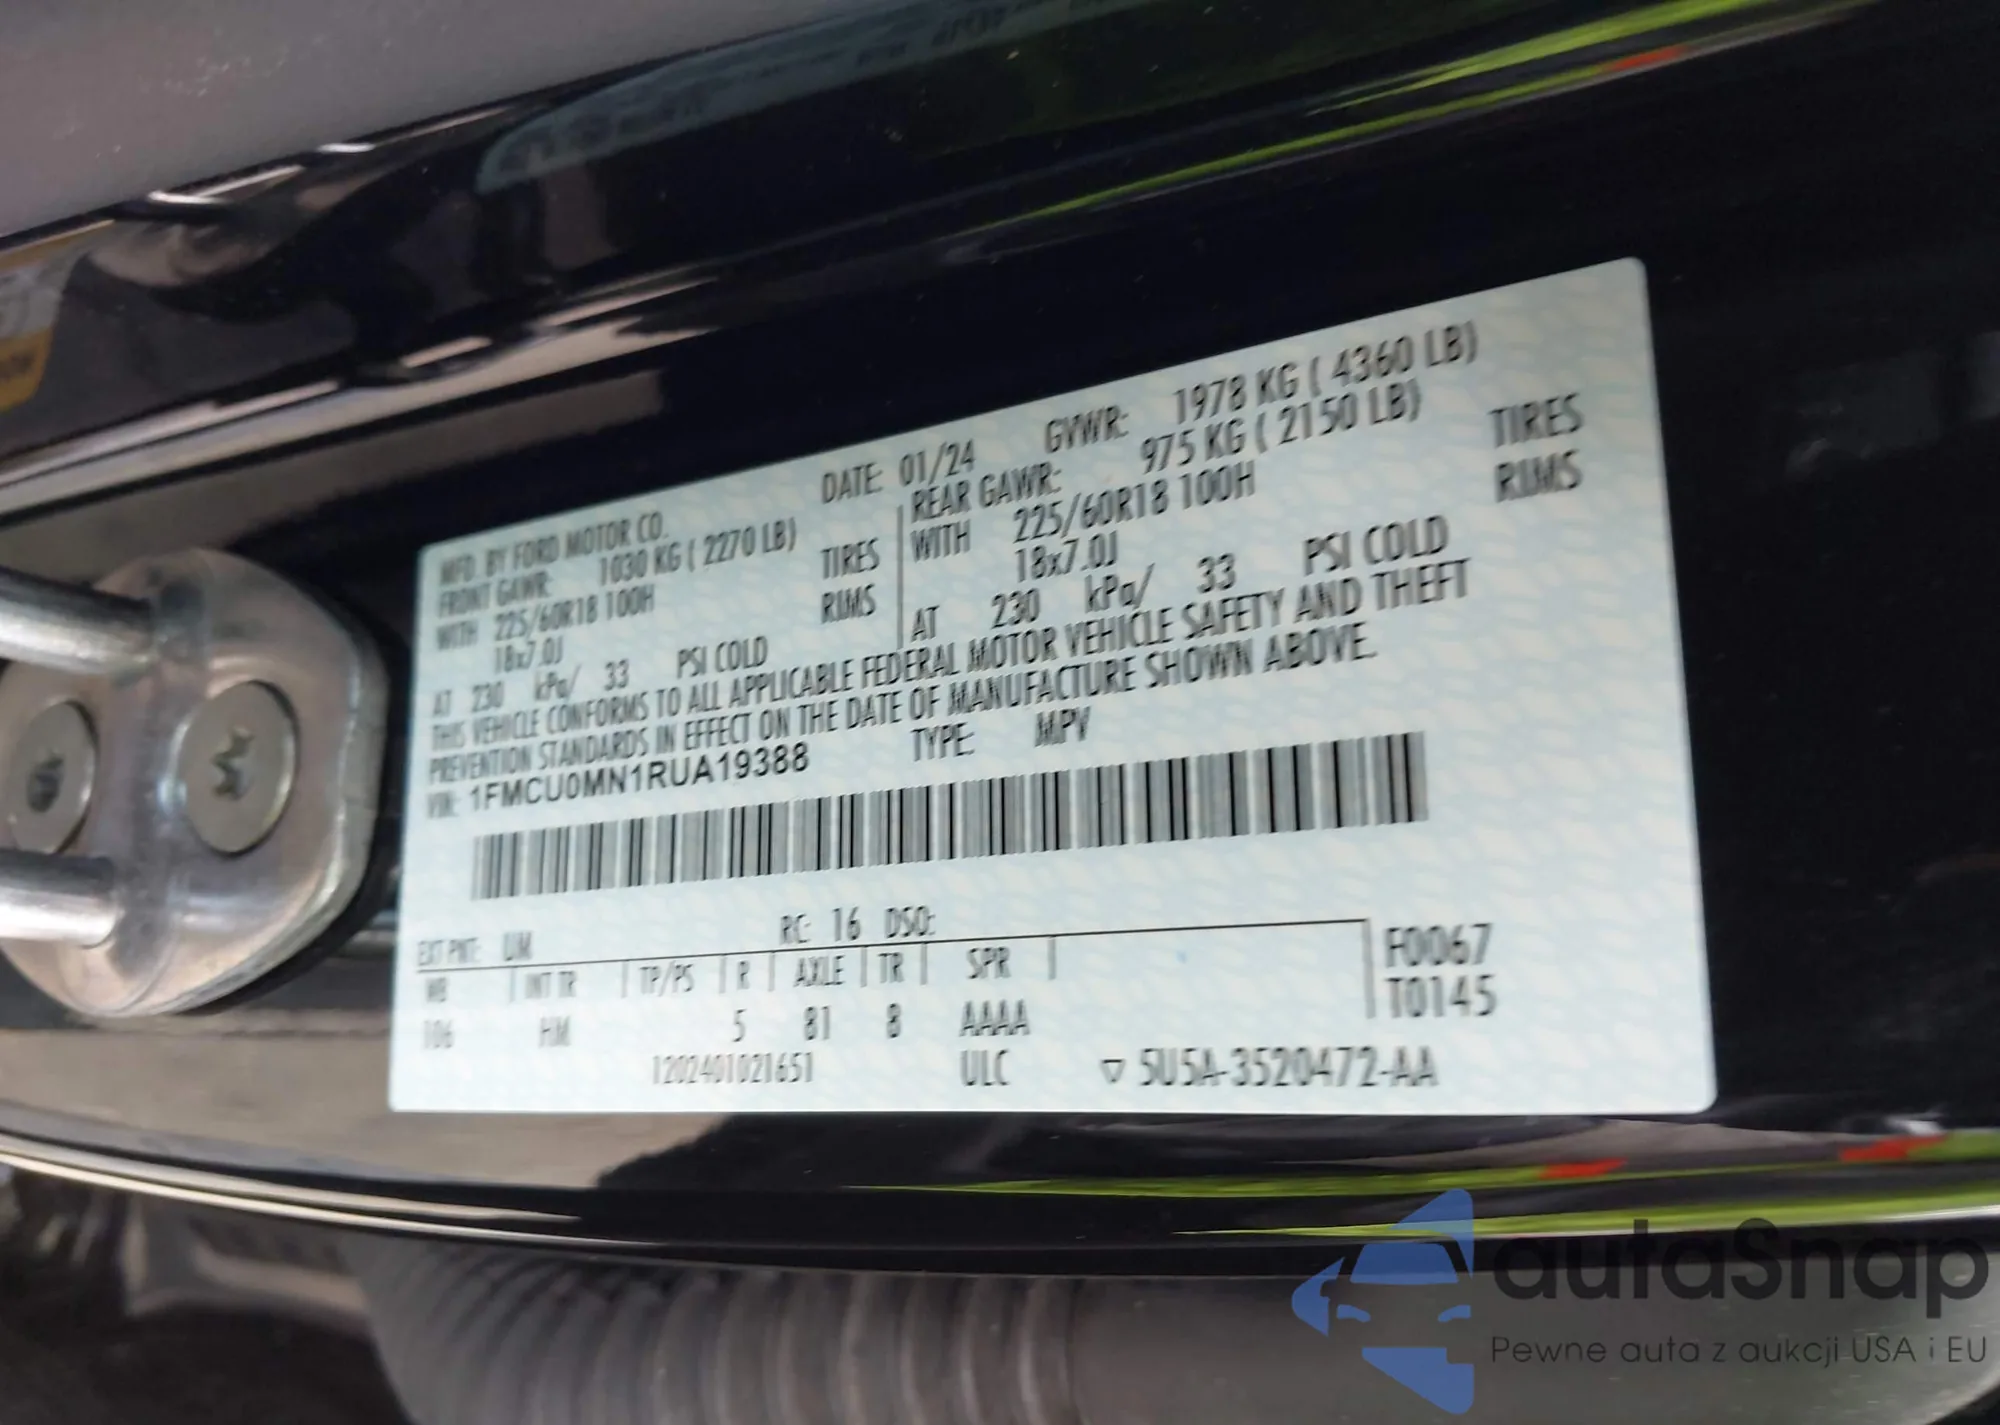 MFD. BY FORD MOTOR CO.
DATE: 01/24 GVWR: 1978 KG ( 4360 LB)
FRONT GAWR: 1030 KG ( 2270 LB)
WITH 225/60R18 100H TIRES
18x7.0J RIMS
AT 230 kPa/ 33 PSI COLD
REAR GAWR: 975 KG ( 2150 LB)
WITH 225/60R18 100H TIRES
18x7.0J RIMS
AT 230 kPa/ 33 PSI COLD
THIS VEHICLE CONFORMS TO ALL APPLICABLE FEDERAL MOTOR VEHICLE SAFETY AND THEFT
PREVENTION STANDARDS IN EFFECT ON THE DATE OF MANUFACTURE SHOWN ABOVE.
VIN: 1FMCU0MN1RUA19388 TYPE: MPV
EXT PNT: UM RC: 16 DSO:
WB INT TR TP/PS R AXLE TR SPR
106 HM 5 81 8 AAAA
F0067
T0145
1202401021651 ULC ▽ 5U5A-3520472-AA
autaSnap
Pewne auta z aukcji USA i EU